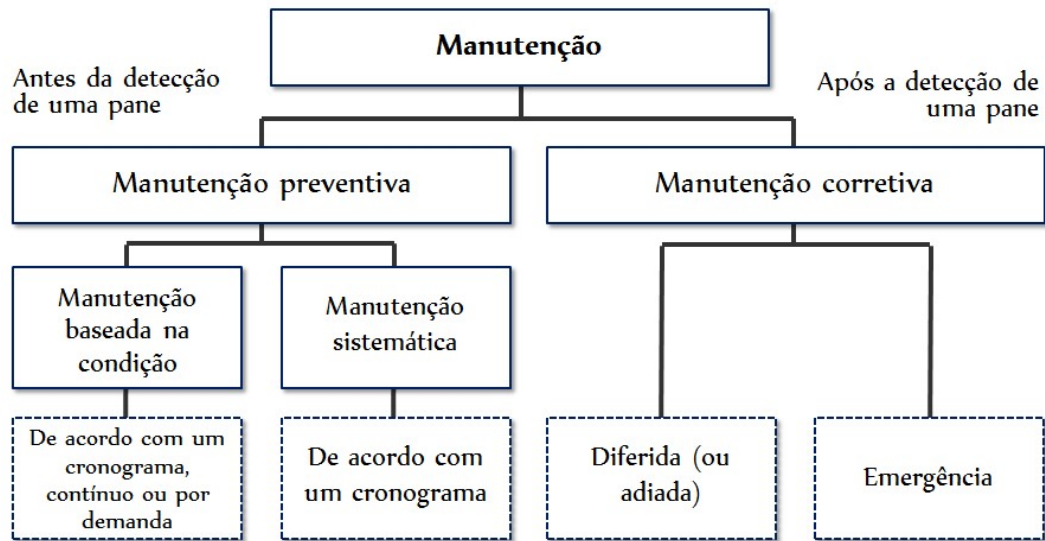 Manutenção
Antes da detecção
de uma pane
Após a detecção de
uma pane
Manutenção preventiva
Manutenção corretiva
Manutenção
baseada na
condição
Manutenção
sistemática
De acordo com um
cronograma,
contínuo ou por
demanda
De acordo com
um cronograma
Diferida (ou
adiada)
Emergência